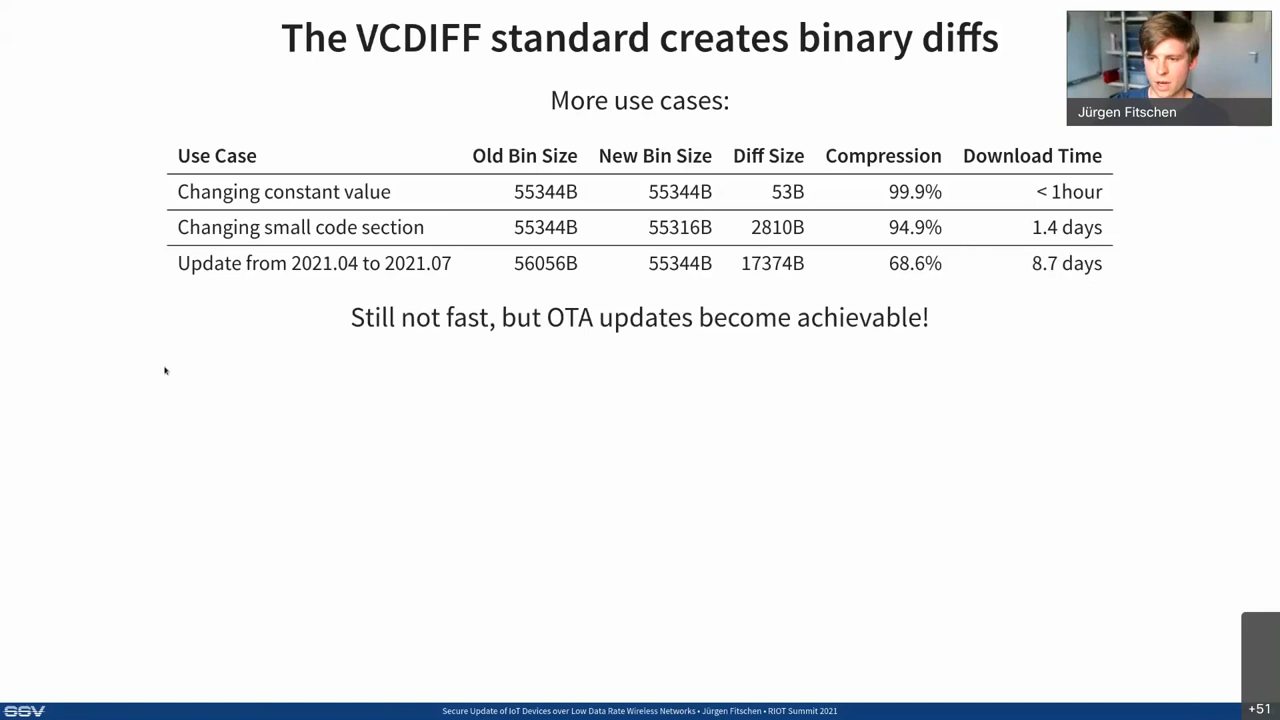 The VCDIFF standard creates binary diffs
Jürgen Fitschen
More use cases:
Use Case Old Bin Size New Bin Size Diff Size Compression Download Time
Changing constant value 55344B 55344B 53B 99.9% < 1hour
Changing small code section 55344B 55316B 2810B 94.9% 1.4 days
Update from 2021.04 to 2021.07 56056B 55344B 17374B 68.6% 8.7 days
Still not fast, but OTA updates become achievable!
SSV
Secure Update of IoT Devices over Low Data Rate Wireless Networks • Jürgen Fitschen • RIOT Summit 2021
+51